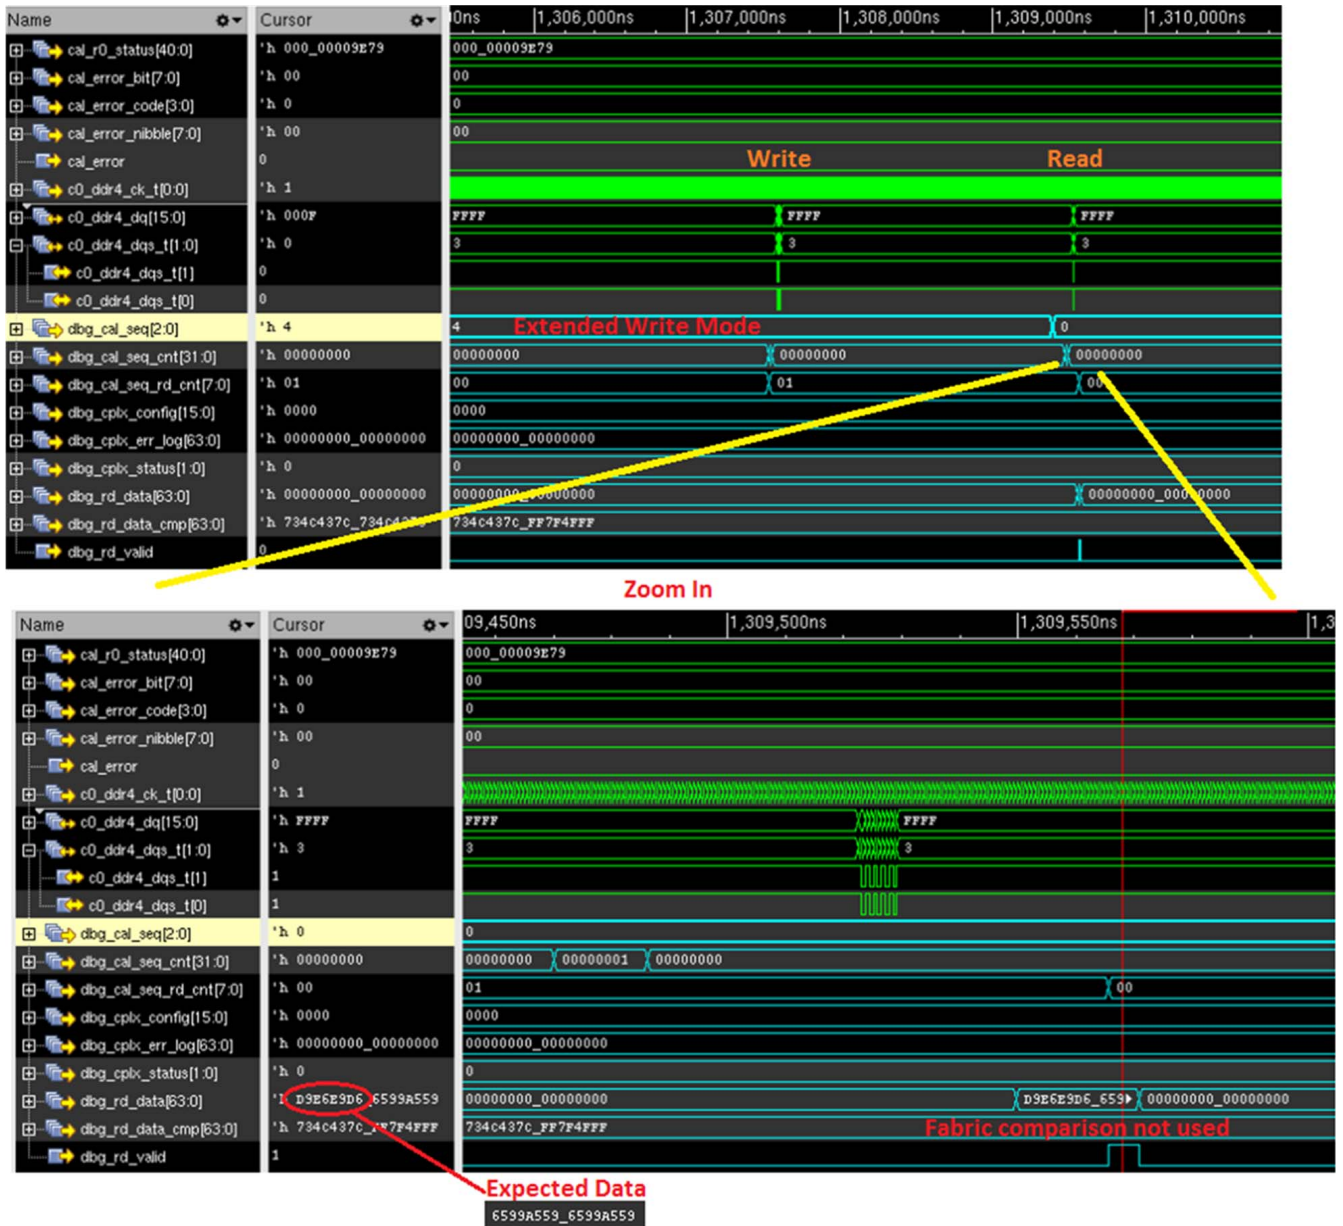 Name Cursor 0ns 1,306,000ns 1,307,000ns 1,308,000ns 1,309,000ns 1,310,000ns
cal_r0_status[40:0] 'h 000_00009E79 000_00009E79
cal_error_bit[7:0] 'h 00 00
cal_error_code[3:0] 'h 0 0
cal_error_nibble[7:0] 'h 00 00
cal_error 0 Write Read
c0_ddr4_ck_t[0:0] 'h 1
c0_ddr4_dq[15:0] 'h 000F FFFF FFFF FFFF
c0_ddr4_dqs_t[1:0] 'h 0 3 3 3
c0_ddr4_dqs_t[1] 0
c0_ddr4_dqs_t[0] 0
dbg_cal_seq[2:0] 'h 4 4 Extended Write Mode 0
dbg_cal_seq_cnt[31:0] 'h 00000000 00000000 00000000 00000000
dbg_cal_seq_rd_cnt[7:0] 'h 01 00 01 00
dbg_cplx_config[15:0] 'h 0000 0000
dbg_cplx_err_log[63:0] 'h 00000000_00000000 00000000_00000000
dbg_cplx_status[1:0] 'h 0 0
dbg_rd_data[63:0] 'h 00000000_00000000 00000000_00000000 00000000_00000000
dbg_rd_data_cmp[63:0] 'h 734c437c_734c437c 734c437c_FF7F4FFF
dbg_rd_valid 0
Zoom In
Name Cursor 09,450ns 1,309,500ns 1,309,550ns 1,3
cal_r0_status[40:0] 'h 000_00009E79 000_00009E79
cal_error_bit[7:0] 'h 00 00
cal_error_code[3:0] 'h 0 0
cal_error_nibble[7:0] 'h 00 00
cal_error 0
c0_ddr4_ck_t[0:0] 'h 1
c0_ddr4_dq[15:0] 'h FFFF FFFF FFFF
c0_ddr4_dqs_t[1:0] 'h 3 3 3
c0_ddr4_dqs_t[1] 1
c0_ddr4_dqs_t[0] 1
dbg_cal_seq[2:0] 'h 0 0
dbg_cal_seq_cnt[31:0] 'h 00000000 00000000 00000001 00000000
dbg_cal_seq_rd_cnt[7:0] 'h 00 01 00
dbg_cplx_config[15:0] 'h 0000 0000
dbg_cplx_err_log[63:0] 'h 00000000_00000000 00000000_00000000
dbg_cplx_status[1:0] 'h 0 0
dbg_rd_data[63:0] 'h D9E6E9D6_6599A559 00000000_00000000 D9E6E9D6_659 00000000_00000000
dbg_rd_data_cmp[63:0] 'h 734c437c_FF7F4FFF 734c437c_FF7F4FFF Fabric comparison not used
dbg_rd_valid 1
Expected Data
6599A559_6599A559